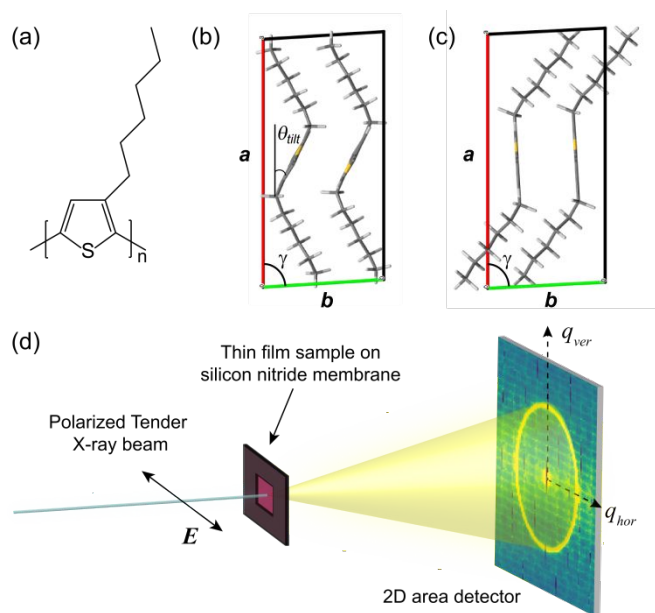 (a)
S
n
(b)
θtilt
a
γ
b
(c)
a
γ
b
(d)
Thin film sample on
silicon nitride membrane
Polarized Tender
X-ray beam
E
qver
qhor
2D area detector